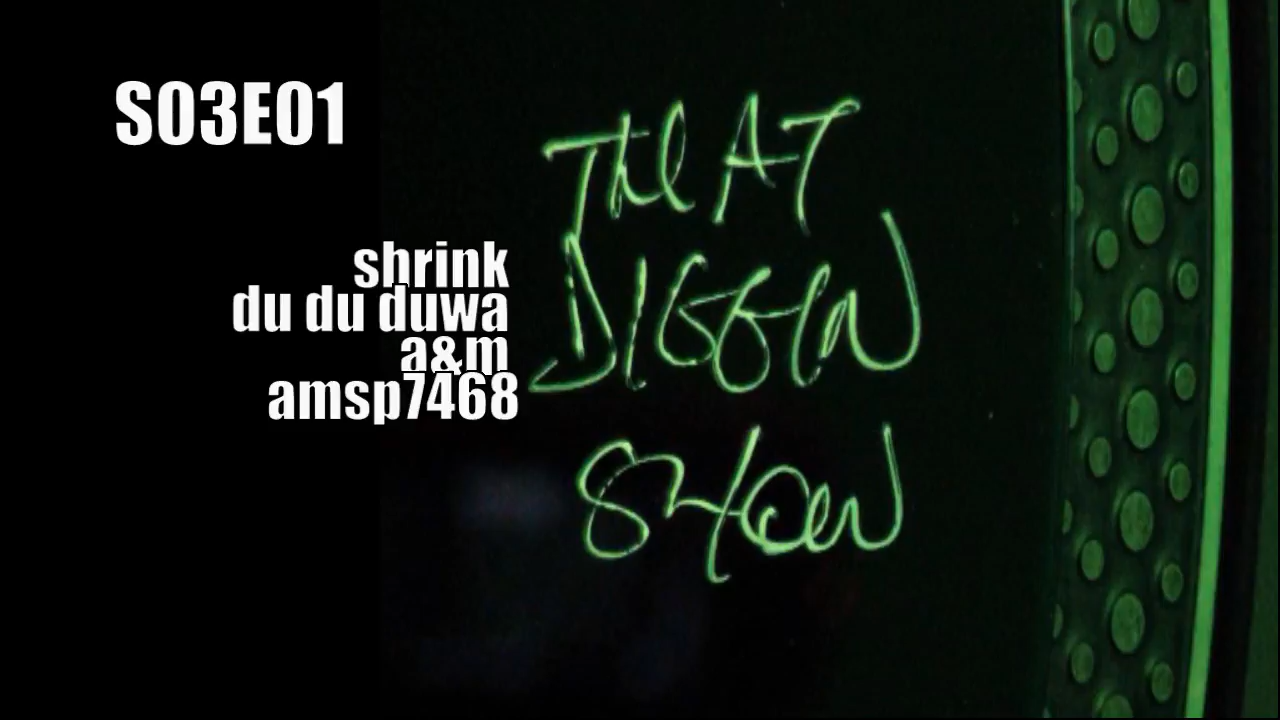 S03E01
shrink
du du duwa
a&m
amsp7468
The AT
DIGGIN
SHOW